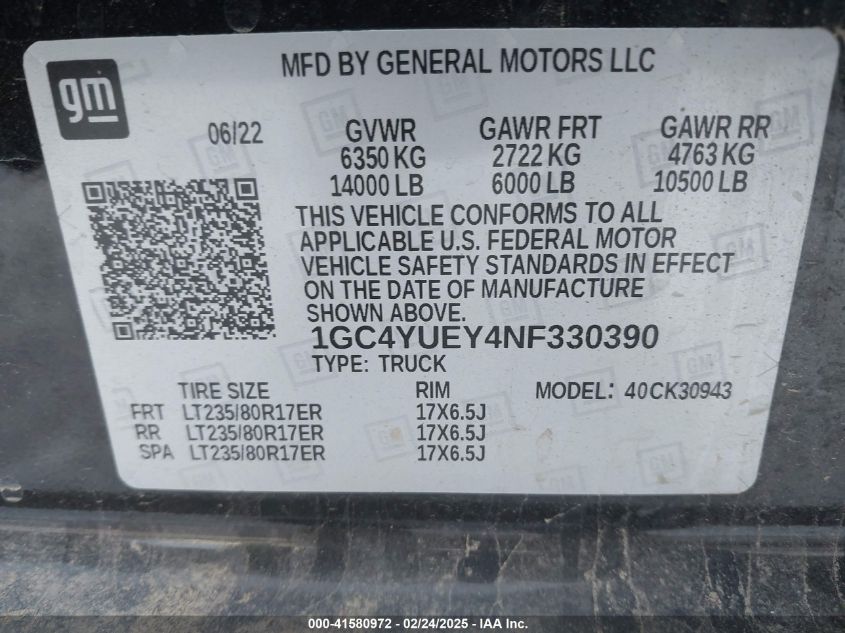 gm
MFD BY GENERAL MOTORS LLC
06/22 GVWR GAWR FRT GAWR RR
6350 KG 2722 KG 4763 KG
14000 LB 6000 LB 10500 LB
THIS VEHICLE CONFORMS TO ALL
APPLICABLE U.S. FEDERAL MOTOR
VEHICLE SAFETY STANDARDS IN EFFECT
ON THE DATE OF MANUFACTURE
SHOWN ABOVE.
1GC4YUEY4NF330390
TYPE: TRUCK
TIRE SIZE RIM MODEL: 40CK30943
FRT LT235/80R17ER 17X6.5J
RR LT235/80R17ER 17X6.5J
SPA LT235/80R17ER 17X6.5J
000-41580972 - 02/24/2025 - IAA Inc.